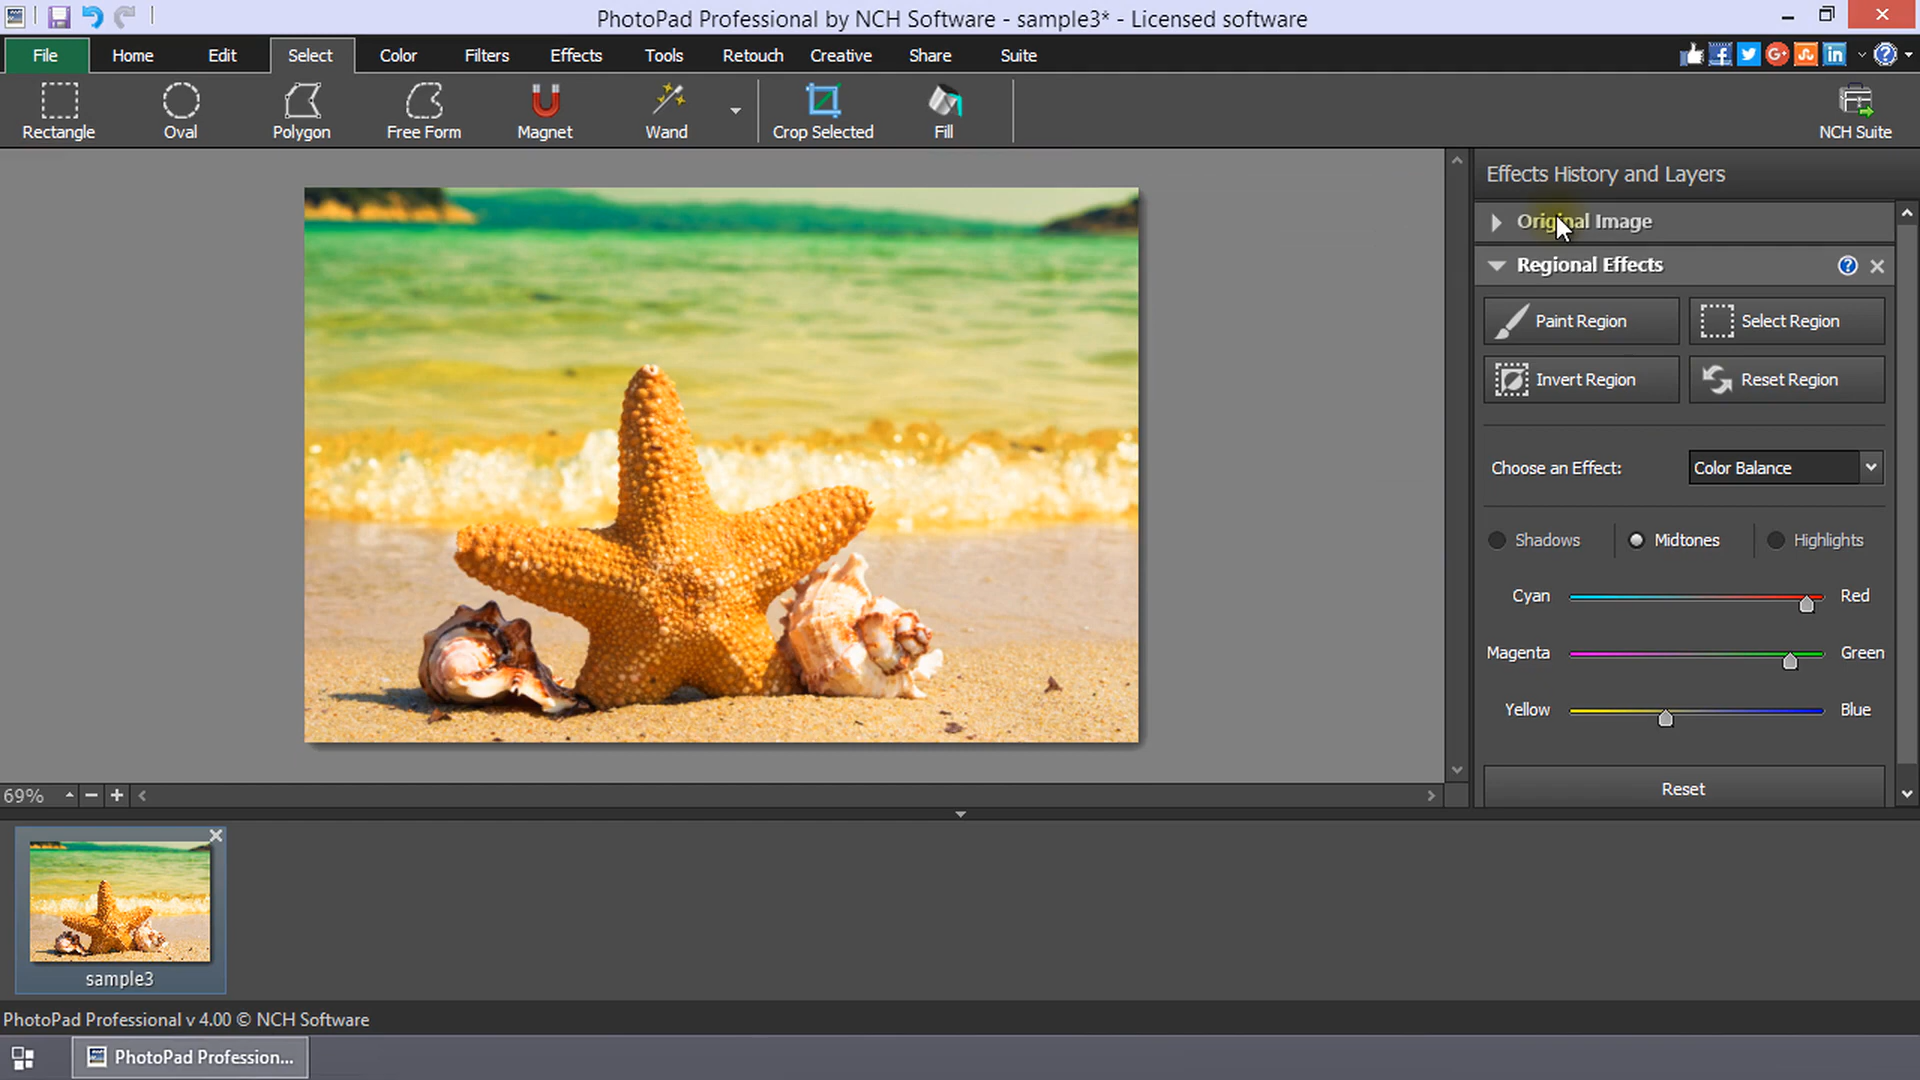 PhotoPad Professional by NCH Software - sample3* - Licensed software
File Home Edit Select Color Filters Effects Tools Retouch Creative Share Suite
Rectangle Oval Polygon Free Form Magnet Wand Crop Selected Fill NCH Suite
Effects History and Layers
Original Image
Regional Effects
Paint Region Select Region
Invert Region Reset Region
Choose an Effect: Color Balance
Shadows Midtones Highlights
Cyan Red
Magenta Green
Yellow Blue
Reset
69%
sample3
PhotoPad Professional v 4.00 © NCH Software
PhotoPad Profession...